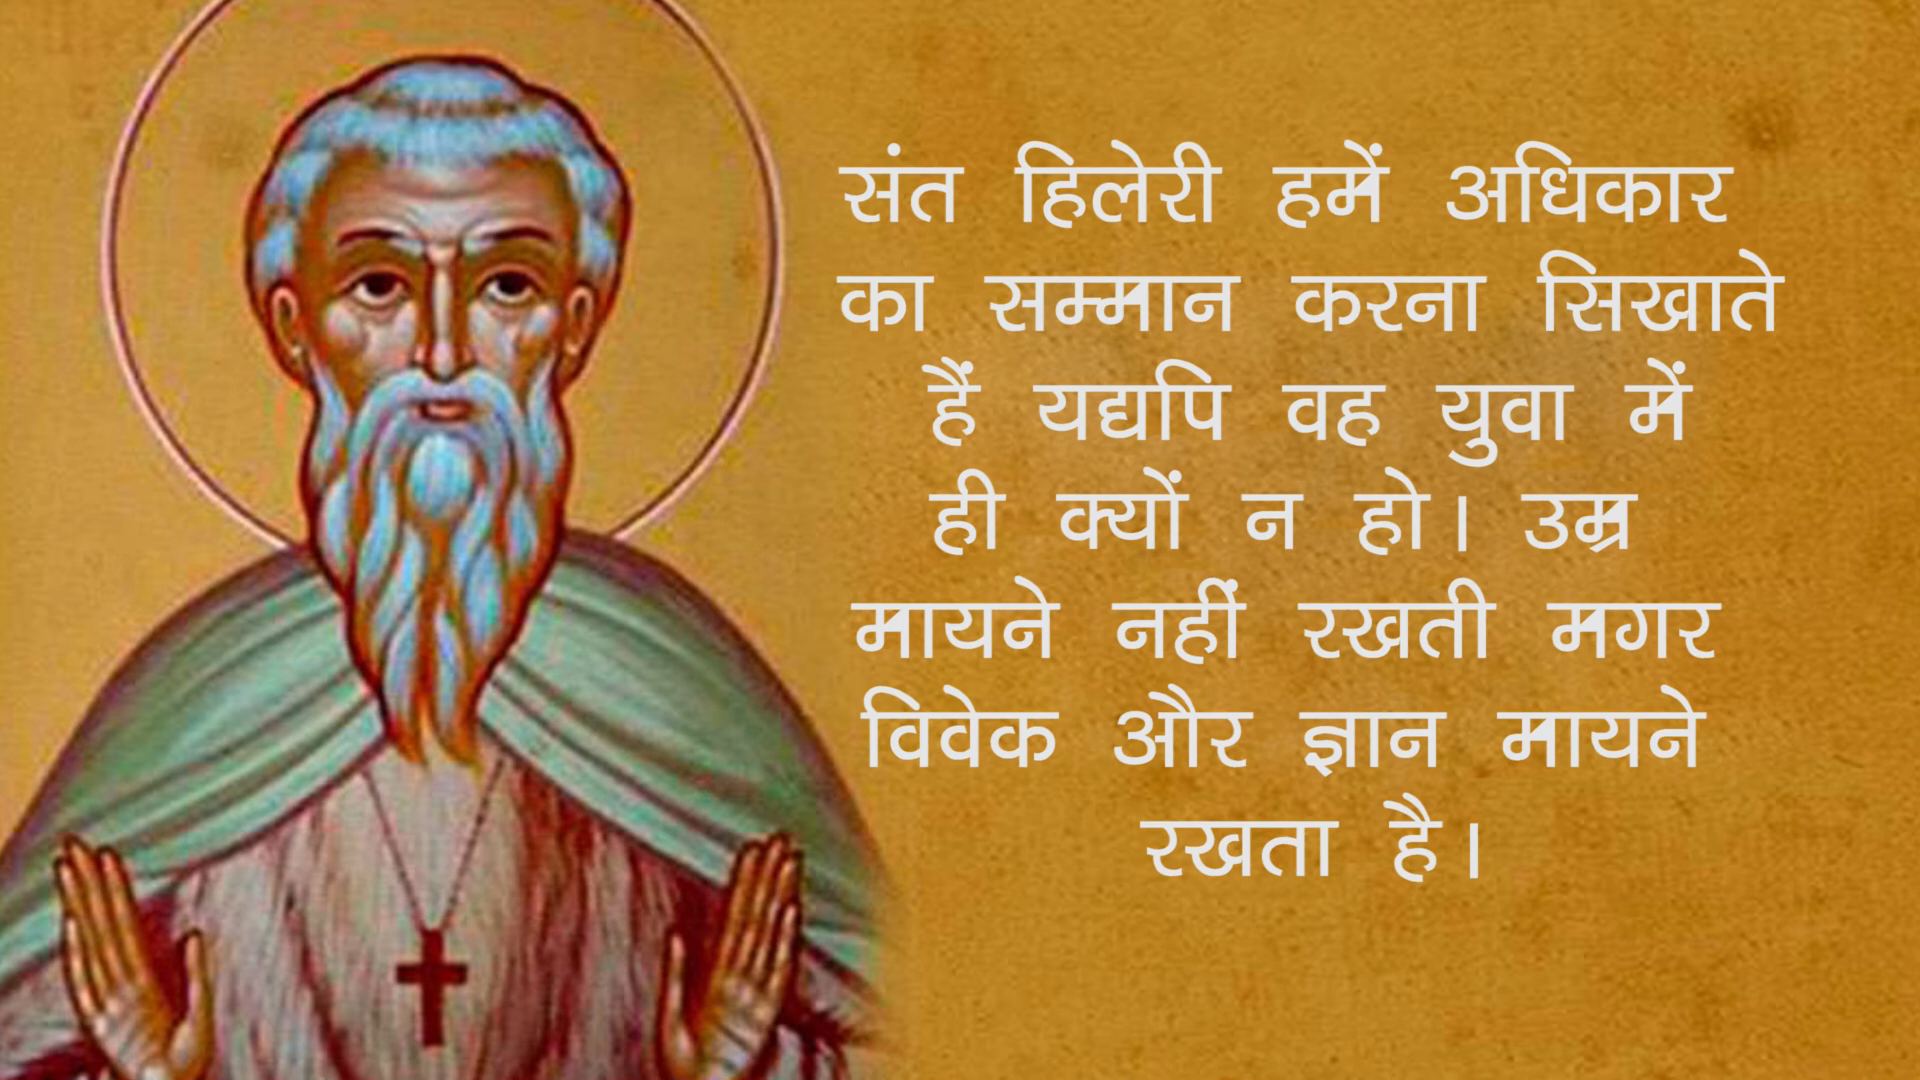 संत हिलेरी हमें अधिकार
का सम्मान करना सिखाते
हैं यद्यपि वह युवा में
ही क्यों न हो। उम्र
मायने नहीं रखती मगर
विवेक और ज्ञान मायने
रखता है।